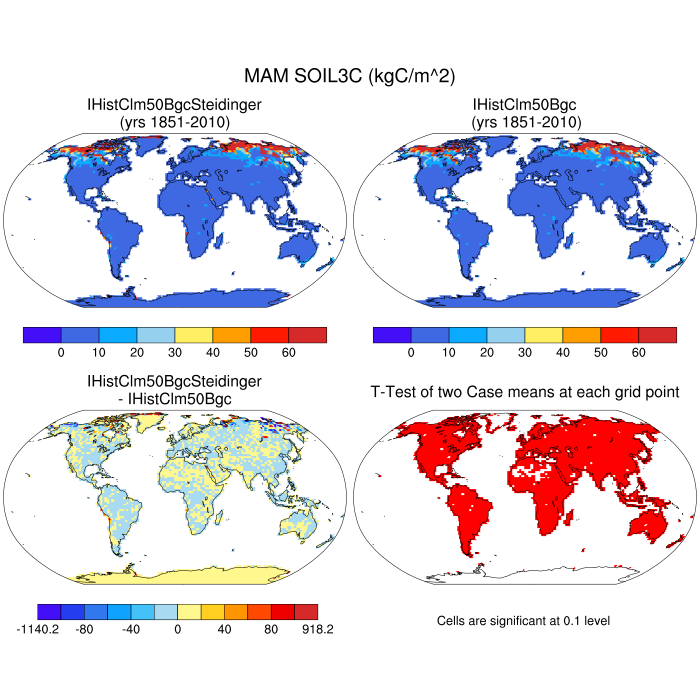 MAM SOIL3C (kgC/m^2)
IHistClm50BgcSteidinger
(yrs 1851-2010)
IHistClm50Bgc
(yrs 1851-2010)
0 10 20 30 40 50 60
0 10 20 30 40 50 60
IHistClm50BgcSteidinger
- IHistClm50Bgc
T-Test of two Case means at each grid point
-1140.2 -80 -40 0 40 80 918.2
Cells are significant at 0.1 level